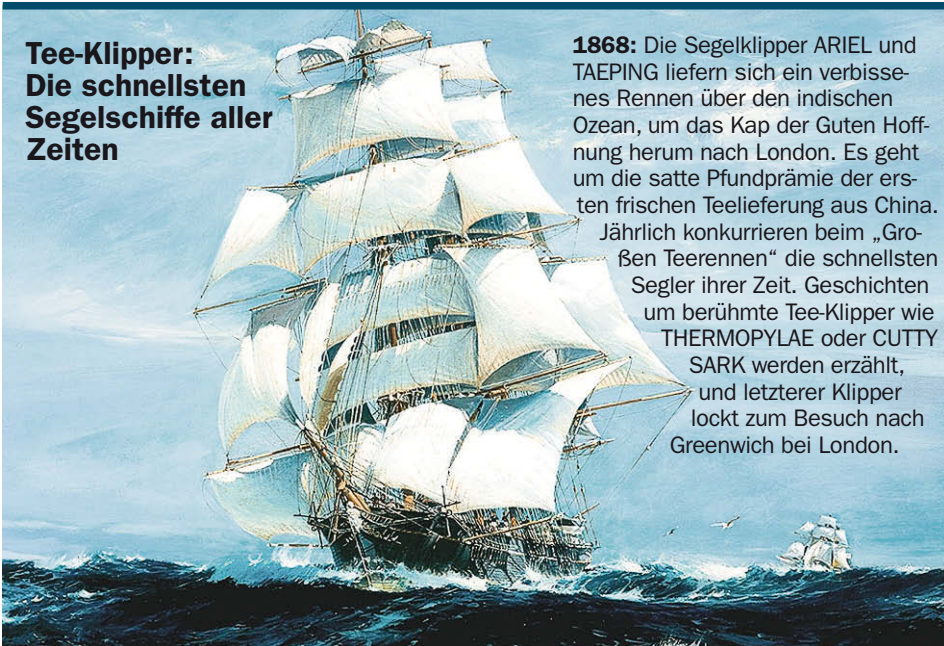 Tee-Klipper:
Die schnellsten
Segelschiffe aller
Zeiten
1868: Die Segelklipper ARIEL und
TAEPING liefern sich ein verbisse-
nes Rennen über den indischen
Ozean, um das Kap der Guten Hoff-
nung herum nach London. Es geht
um die satte Pfundprämie der ers-
ten frischen Teelieferung aus China.
Jährlich konkurrieren beim „Gro-
ßen Teerennen“ die schnellsten
Segler ihrer Zeit. Geschichten
um berühmte Tee-Klipper wie
THERMOPYLAE oder CUTTY
SARK werden erzählt,
und letzterer Klipper
lockt zum Besuch nach
Greenwich bei London.